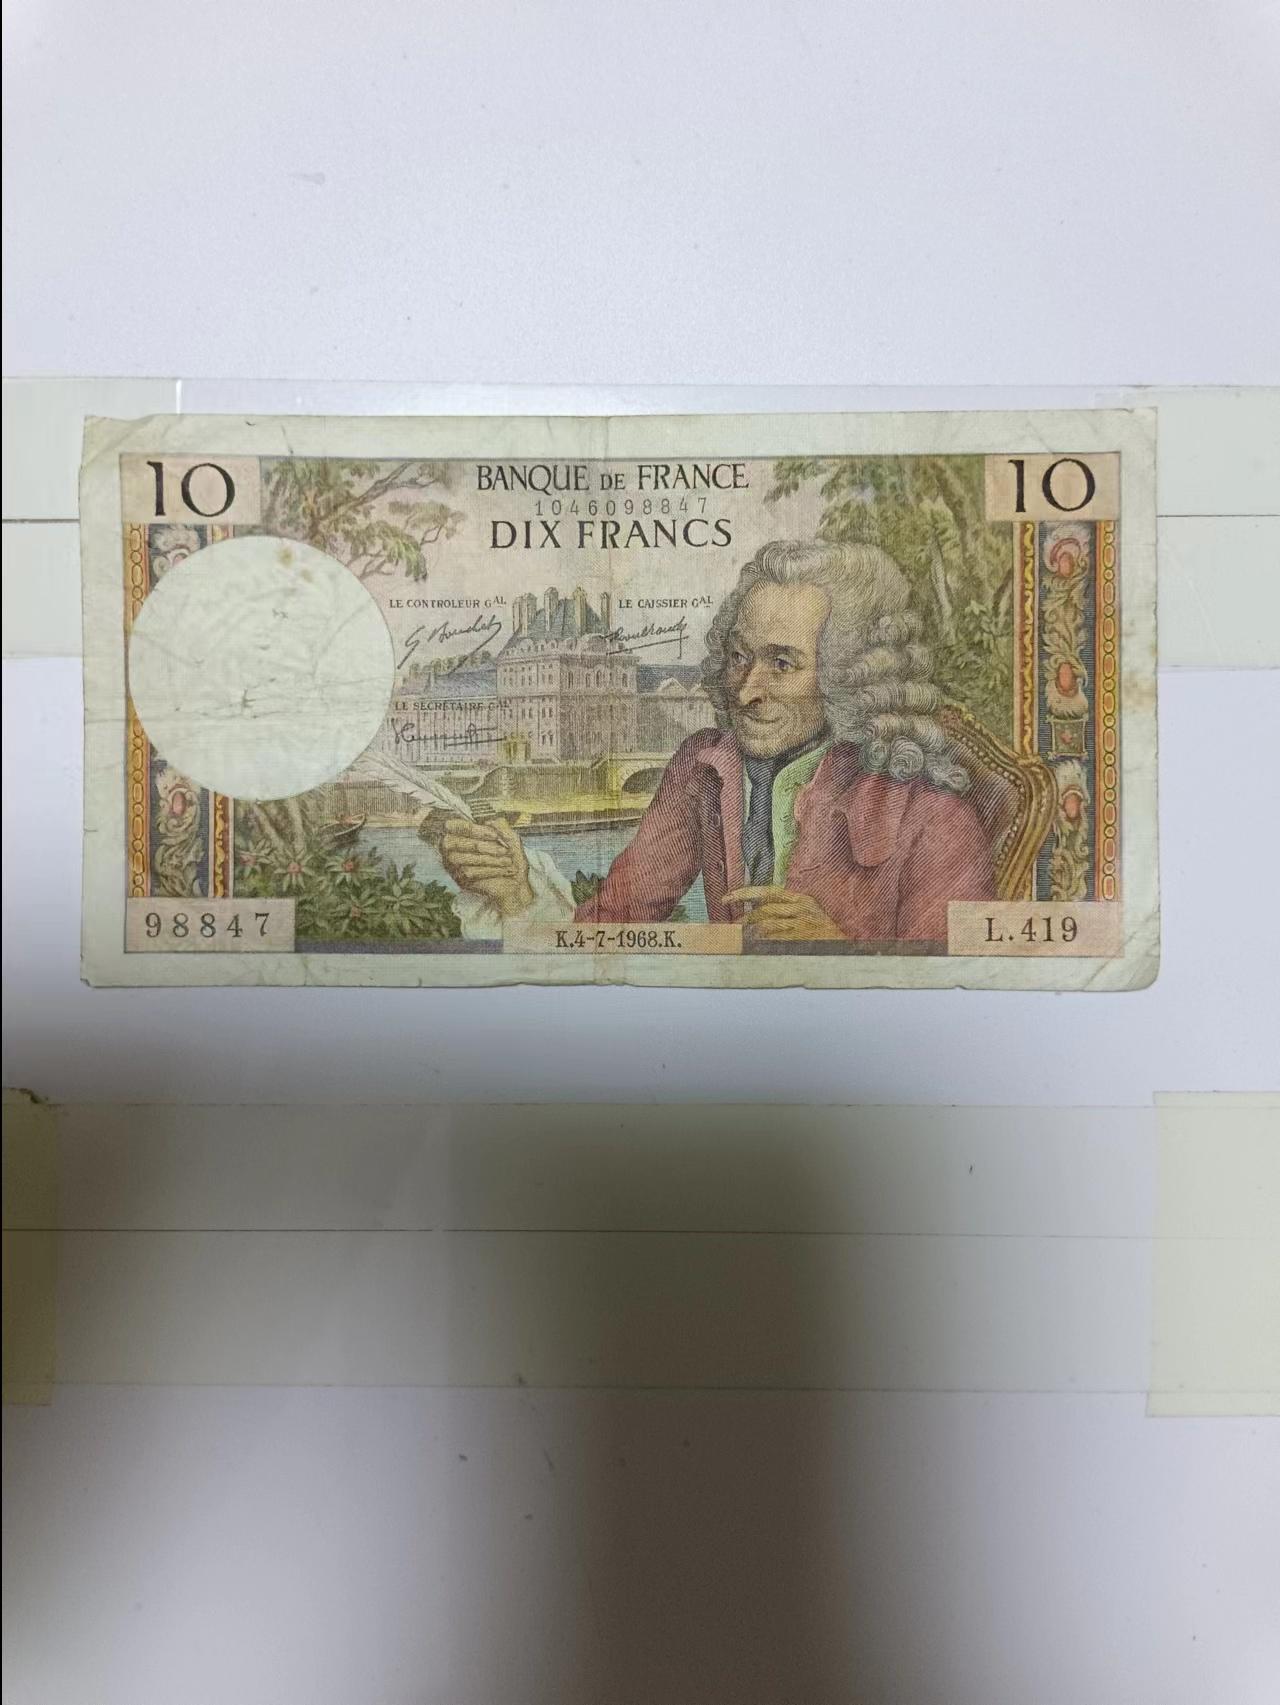 10
BANQUE DE FRANCE
10
1046098847
DIX FRANCS
LE CONTROLEUR GAL
LE CAISSIER GAL
LE SECRÉTAIRE GAL
98847
K.4-7-1968.K.
L.419